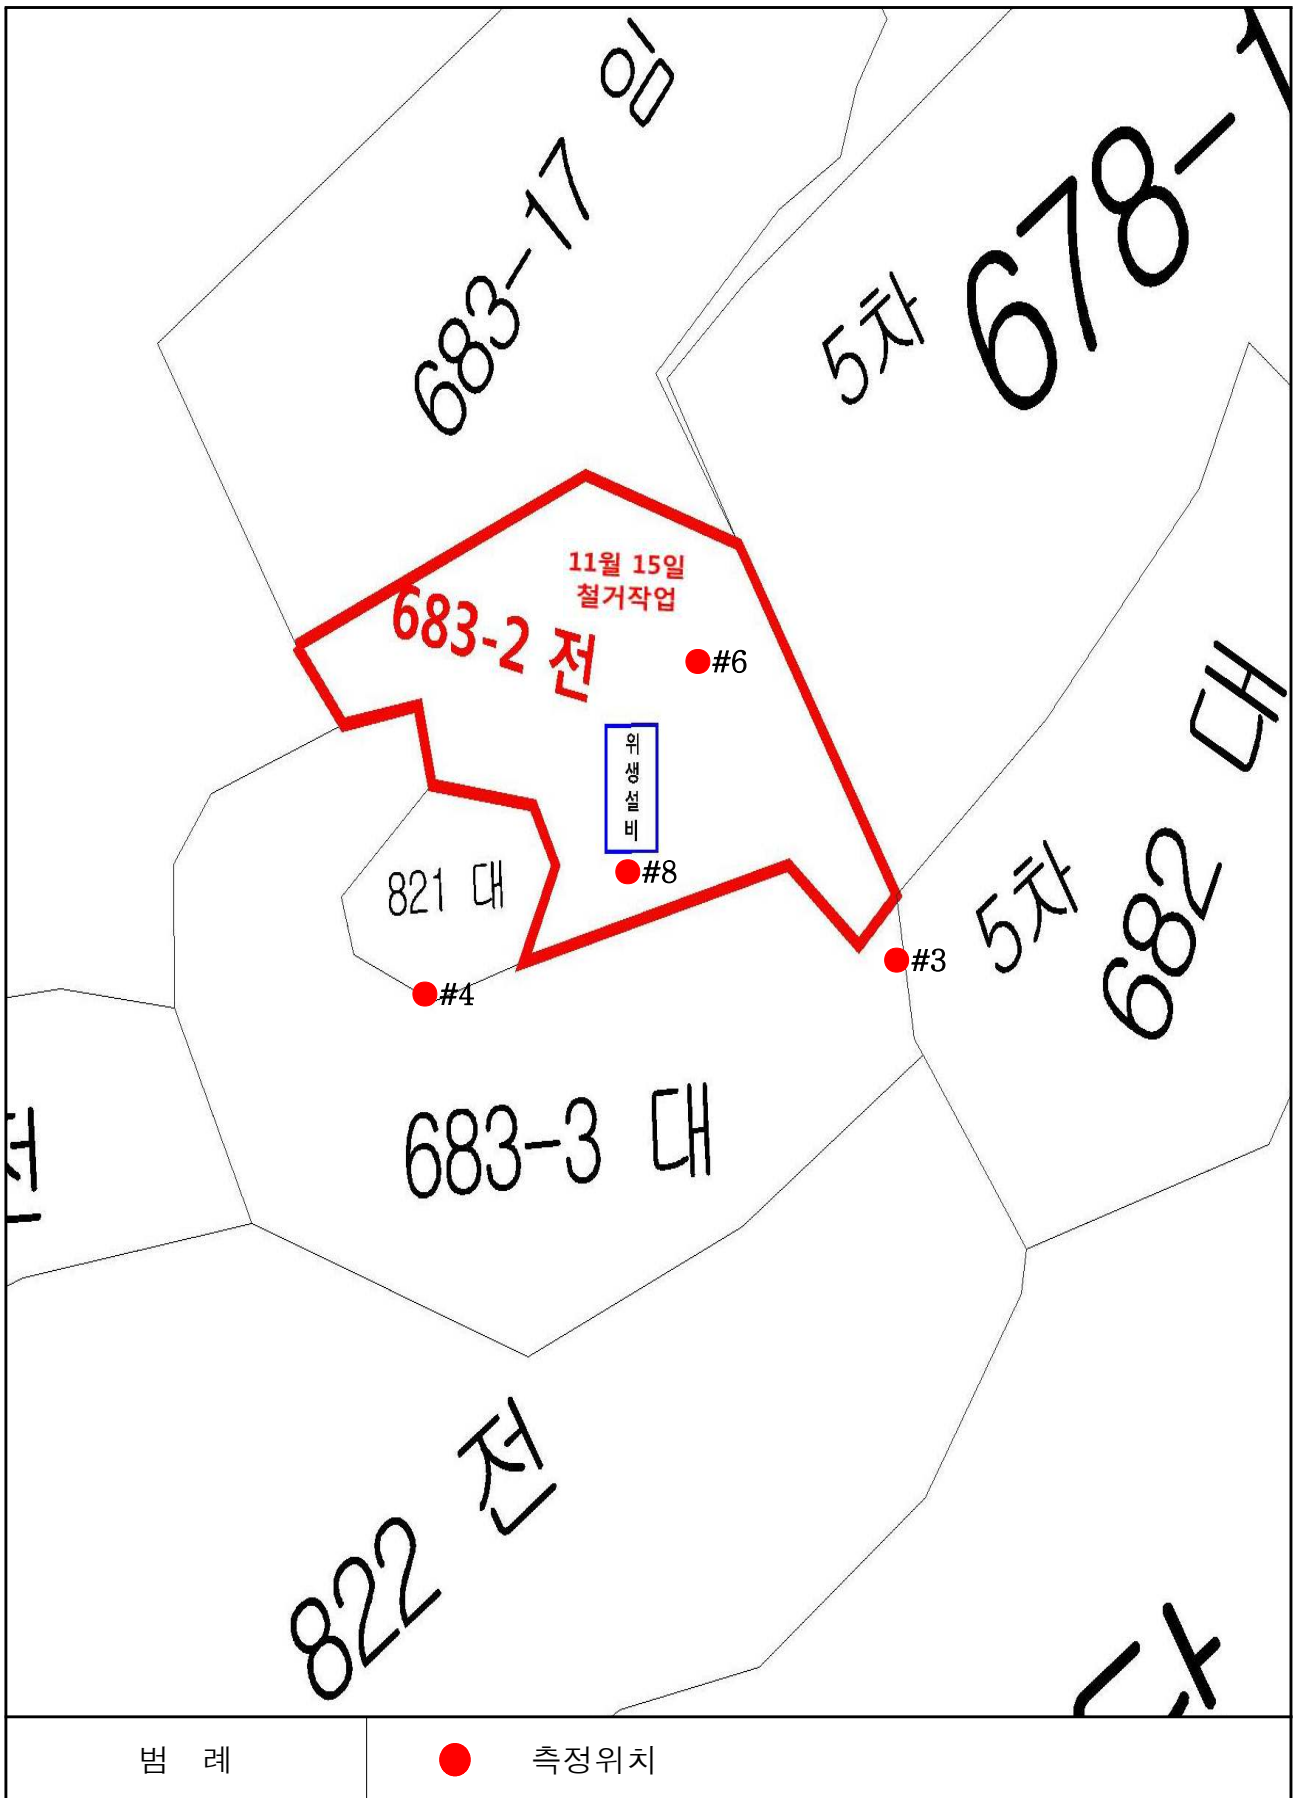 683-17 임
5차
678-1
11월 15일
철거작업
683-2 전
#6
위
생
설
비
#8
821 대
#4
#3
5차
682 대
683-3 대
전
822 전
범 례
측정위치